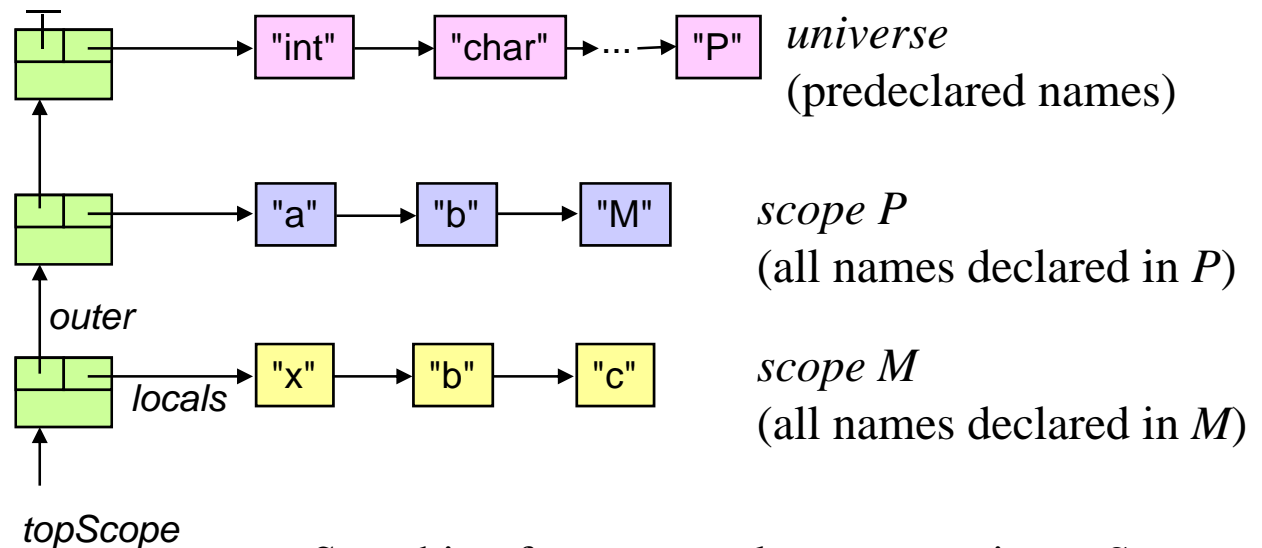 "int" "char" ... "P" universe
(predeclared names)
"a" "b" "M" scope P
(all names declared in P)
outer
"x" "b" "c" scope M
locals
(all names declared in M)
topScope